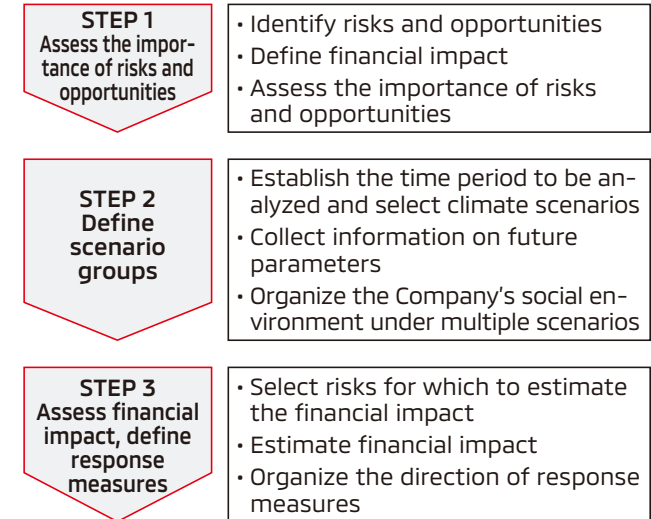 STEP 1
Assess the impor-
tance of risks and
opportunities
・Identify risks and opportunities
・Define financial impact
・Assess the importance of risks
and opportunities
STEP 2
Define
scenario
groups
・Establish the time period to be an-
alyzed and select climate scenarios
・Collect information on future
parameters
・Organize the Company's social en-
vironment under multiple scenarios
STEP 3
Assess financial
impact, define
response
measures
・Select risks for which to estimate
the financial impact
・Estimate financial impact
・Organize the direction of response
measures